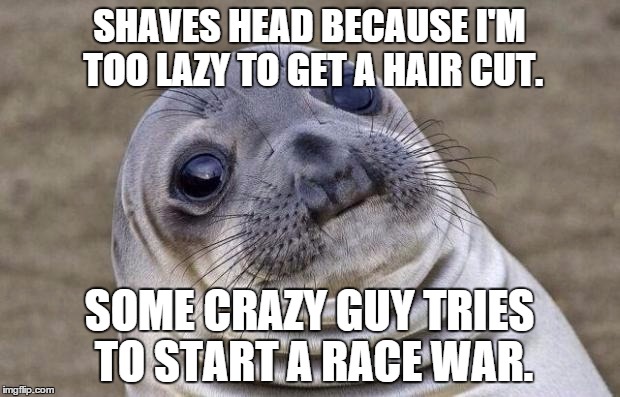 SHAVES HEAD BECAUSE I'M
TOO LAZY TO GET A HAIR CUT.
SOME CRAZY GUY TRIES
TO START A RACE WAR.
imgflip.com